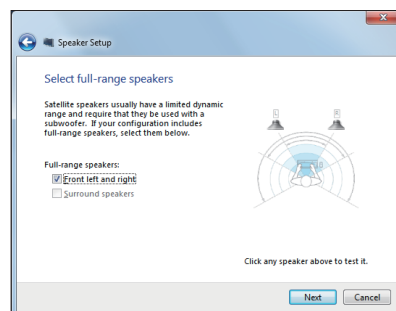 Speaker Setup
Select full-range speakers
Satellite speakers usually have a limited dynamic
range and require that they be used with a
subwoofer. If your configuration includes
full-range speakers, select them below.
L R
Full-range speakers:
Front left and right
Surround speakers
Click any speaker above to test it.
Next Cancel